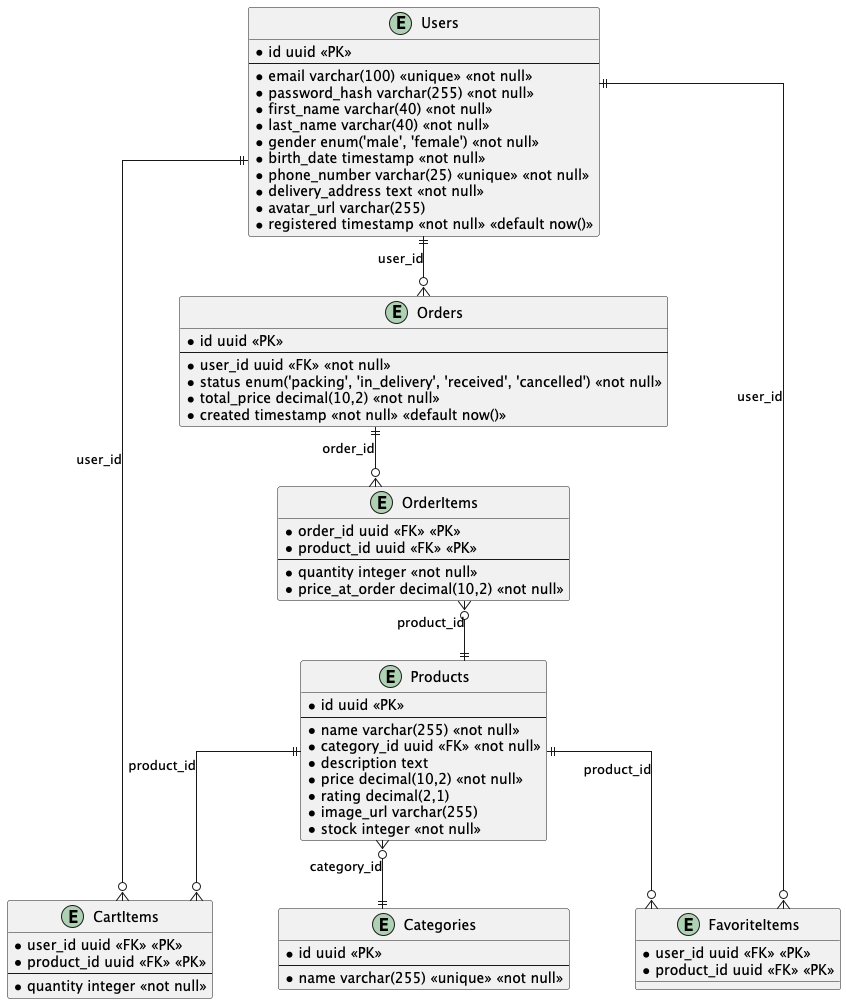 E Users
id uuid «PK»
email varchar(100) «unique» «not null»
password_hash varchar(255) «not null»
first_name varchar(40) «not null»
last_name varchar(40) «not null»
gender enum('male', 'female') «not null»
birth_date timestamp «not null»
phone_number varchar(25) «unique» «not null»
delivery_address text «not null»
avatar_url varchar(255)
registered timestamp «not null» «default now()»
user_id
E Orders
id uuid «PK»
user_id uuid «FK» «not null»
status enum('packing', 'in_delivery', 'received', 'cancelled') «not null»
total_price decimal(10,2) «not null»
created timestamp «not null» «default now()»
user_id
order_id
user_id
E OrderItems
order_id uuid «FK» «PK»
product_id uuid «FK» «PK»
quantity integer «not null»
price_at_order decimal(10,2) «not null»
product_id
E Products
id uuid «PK»
name varchar(255) «not null»
category_id uuid «FK» «not null»
description text
price decimal(10,2) «not null»
rating decimal(2,1)
image_url varchar(255)
stock integer «not null»
product_id
product_id
category_id
E CartItems
user_id uuid «FK» «PK»
product_id uuid «FK» «PK»
quantity integer «not null»
E Categories
id uuid «PK»
name varchar(255) «unique» «not null»
E FavoriteItems
user_id uuid «FK» «PK»
product_id uuid «FK» «PK»